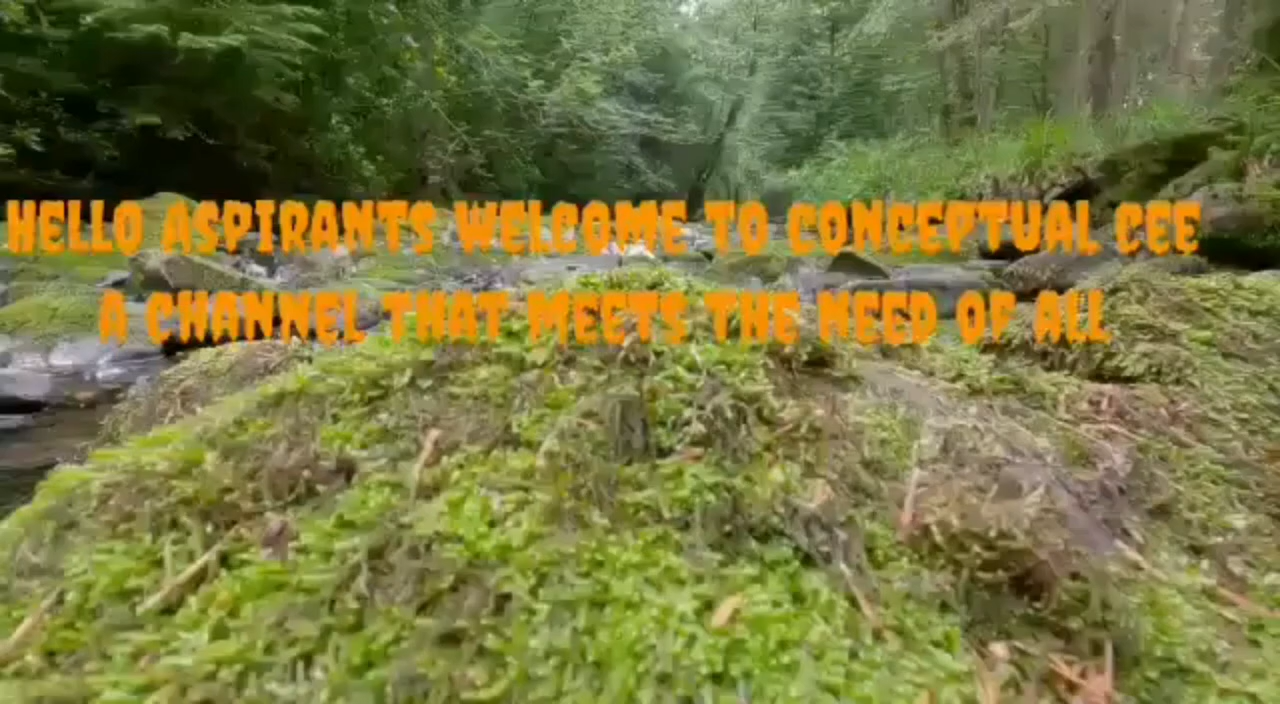 HELLO ASPIRANTS WELCOME TO CONCEPTUAL CEE
A CHANNEL THAT MEETS THE NEED OF ALL